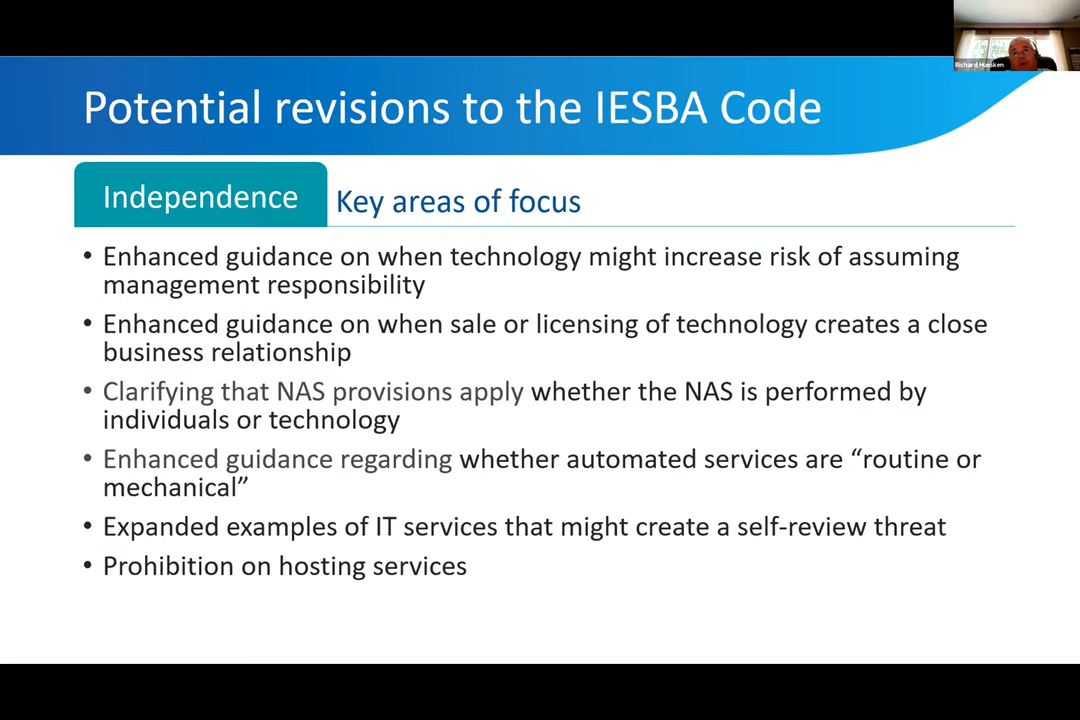 Richard Huesken
Potential revisions to the IESBA Code
Independence
Key areas of focus
• Enhanced guidance on when technology might increase risk of assuming
management responsibility
• Enhanced guidance on when sale or licensing of technology creates a close
business relationship
• Clarifying that NAS provisions apply whether the NAS is performed by
individuals or technology
• Enhanced guidance regarding whether automated services are “routine or
mechanical”
• Expanded examples of IT services that might create a self-review threat
• Prohibition on hosting services